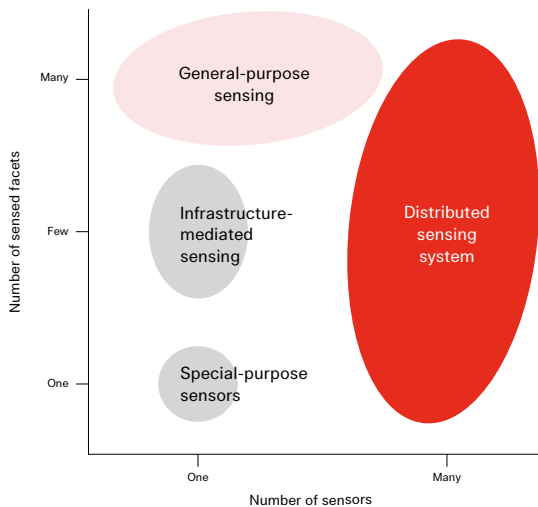 Many
General-purpose
sensing
Number of sensed facets
Few
Infrastructure-
mediated
sensing
Distributed
sensing
system
One
Special-purpose
sensors
One
Many
Number of sensors